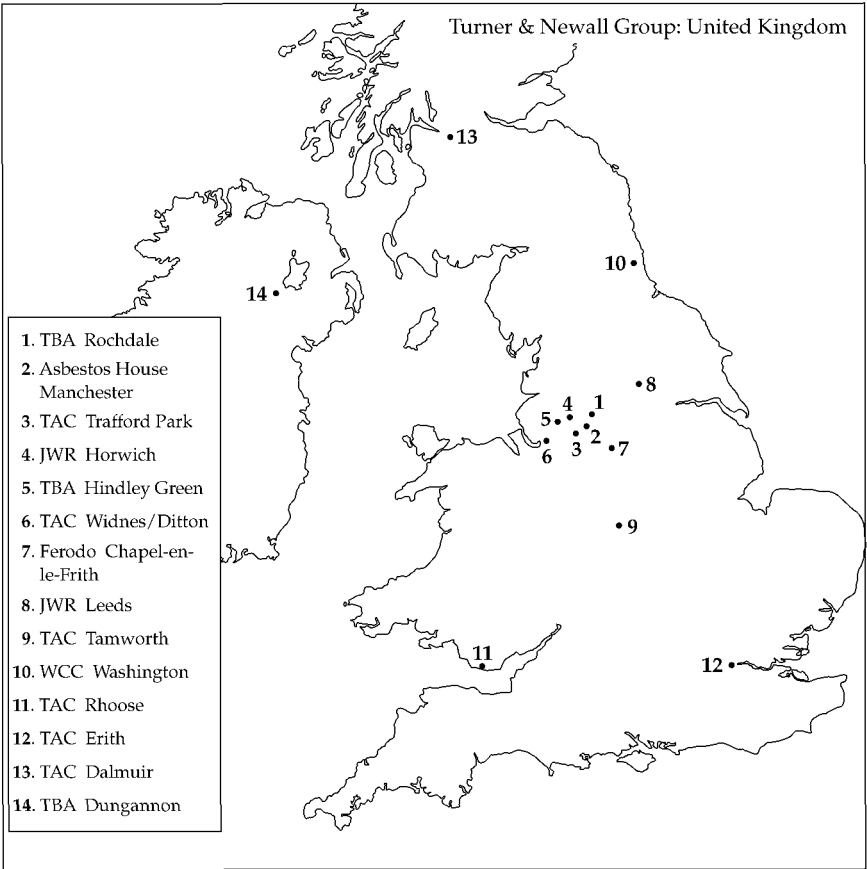 Turner & Newall Group: United Kingdom
13
10
14
8
1
4
5
2
3
6
7
9
11
12
1. TBA Rochdale
2. Asbestos House
Manchester
3. TAC Trafford Park
4. JWR Horwich
5. TBA Hindley Green
6. TAC Widnes/Ditton
7. Ferodo Chapel-en-
le-Frith
8. JWR Leeds
9. TAC Tamworth
10. WCC Washington
11. TAC Rhoose
12. TAC Erith
13. TAC Dalmuir
14. TBA Dungannon